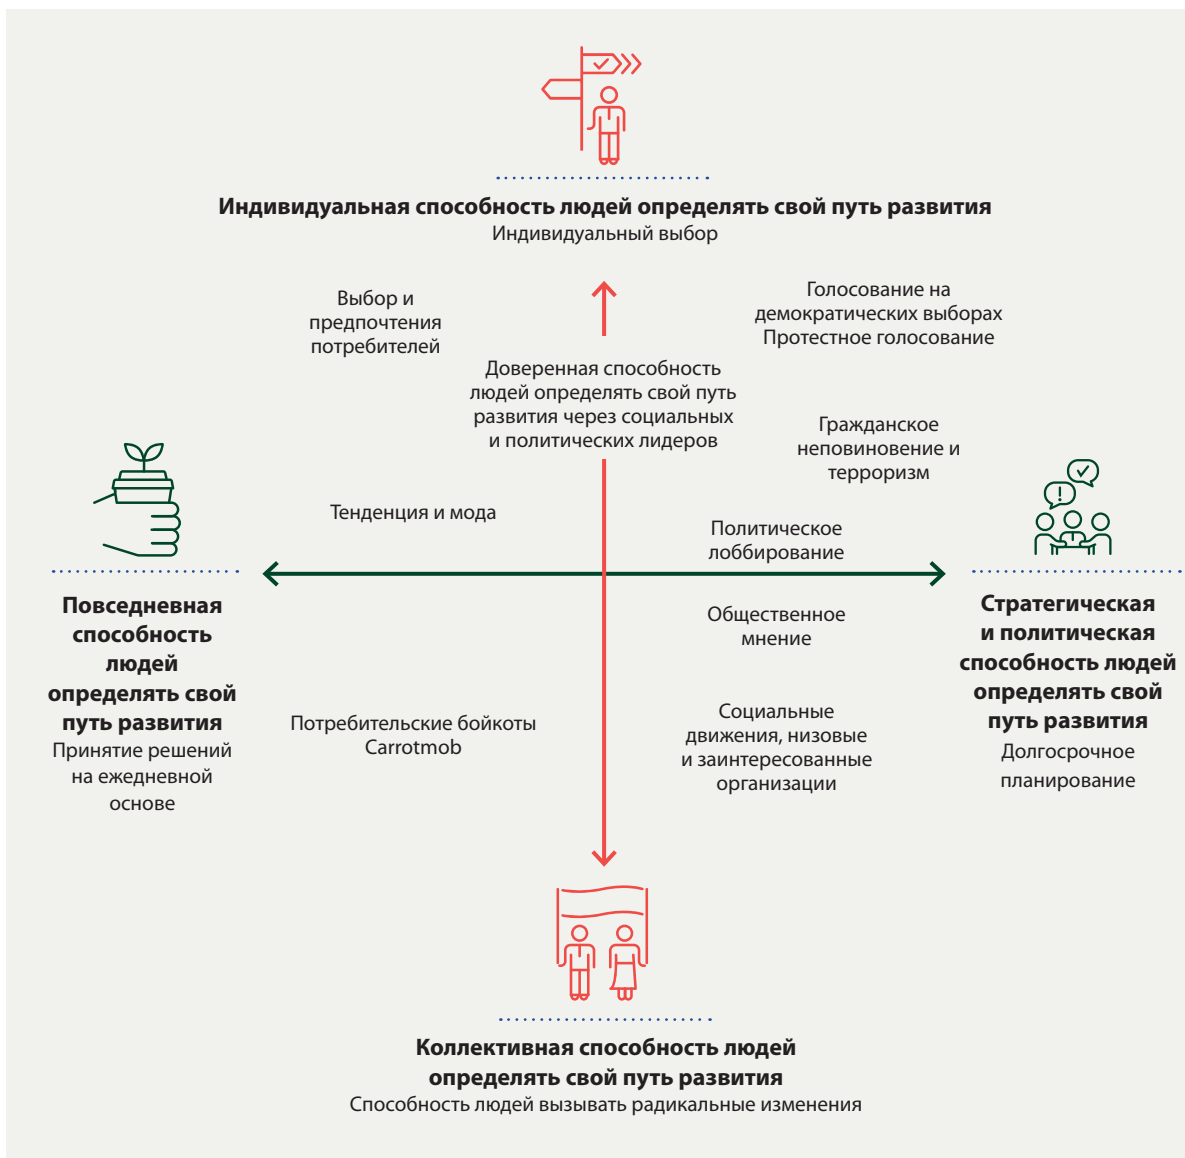 Индивидуальная способность людей определять свой путь развития
Индивидуальный выбор
Выбор и
предпочтения
потребителей
Голосование на
демократических выборах
Протестное голосование
Доверенная способность
людей определять свой путь
развития через социальных
и политических лидеров
Гражданское
неповиновение и
терроризм
Тенденция и мода
Политическое
лоббирование
Повседневная
способность
людей
определять свой
путь развития
Принятие решений
на ежедневной
основе
Общественное
мнение
Стратегическая
и политическая
способность людей
определять свой
путь развития
Долгосрочное
планирование
Потребительские бойкоты
Carrotmob
Социальные
движения, низовые
и заинтересованные
организации
Коллективная способность людей
определять свой путь развития
Способность людей вызывать радикальные изменения